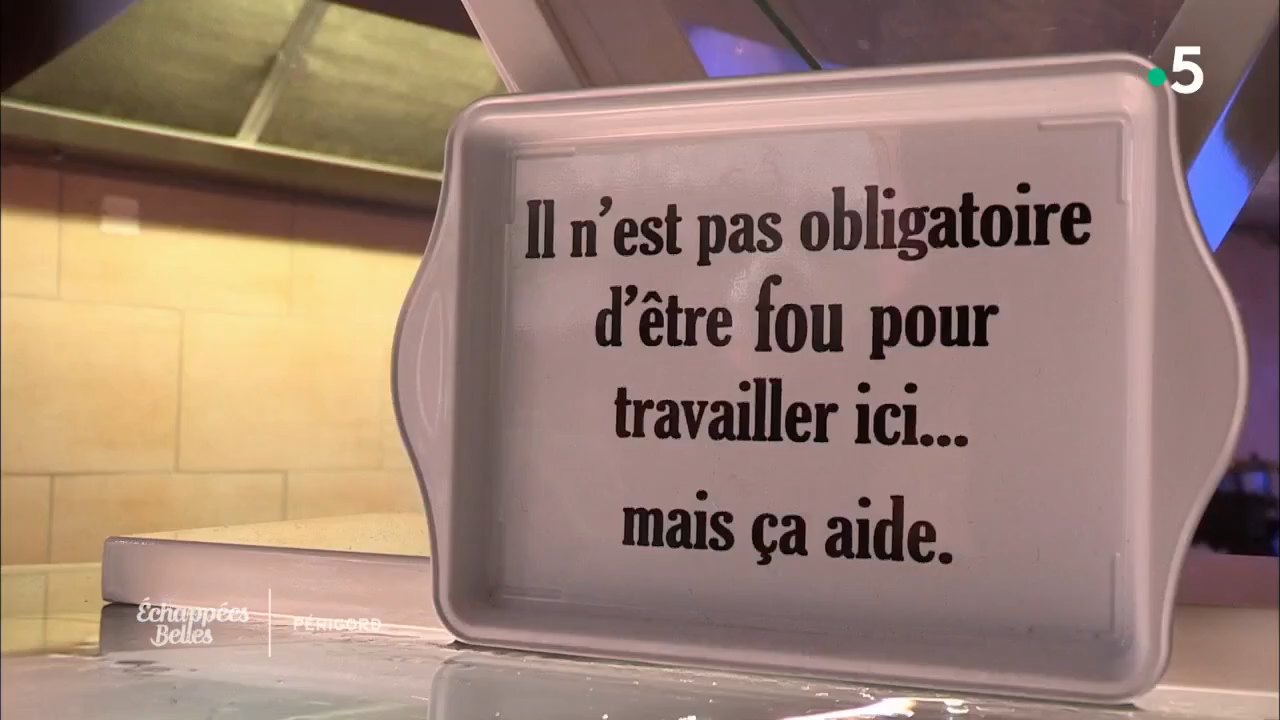 5
Il n'est pas obligatoire
d'être fou pour
travailler ici...
mais ça aide.
Échappées
Belles
PÉRIGORD